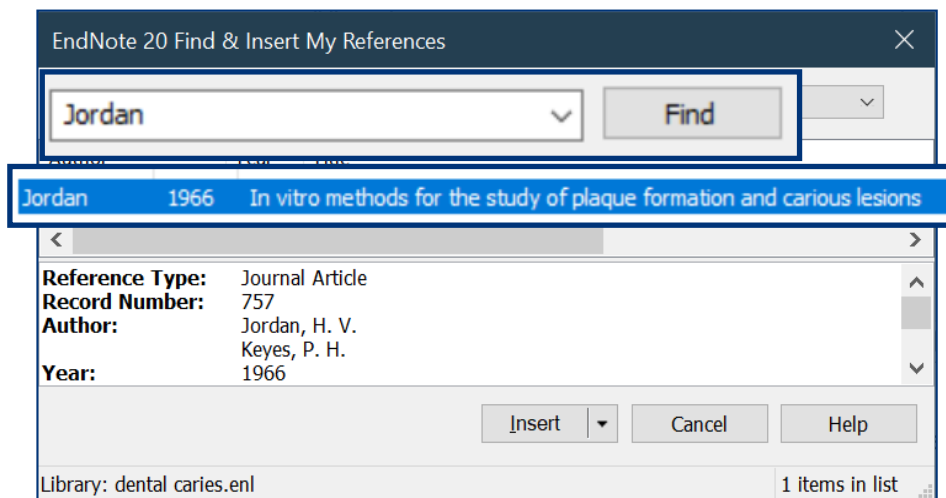 EndNote 20 Find & Insert My References
Jordan Find
Jordan 1966 In vitro methods for the study of plaque formation and carious lesions
Reference Type: Journal Article
Record Number: 757
Author: Jordan, H. V.
Keyes, P. H.
Year: 1966
Insert Cancel Help
Library: dental caries.enl 1 items in list